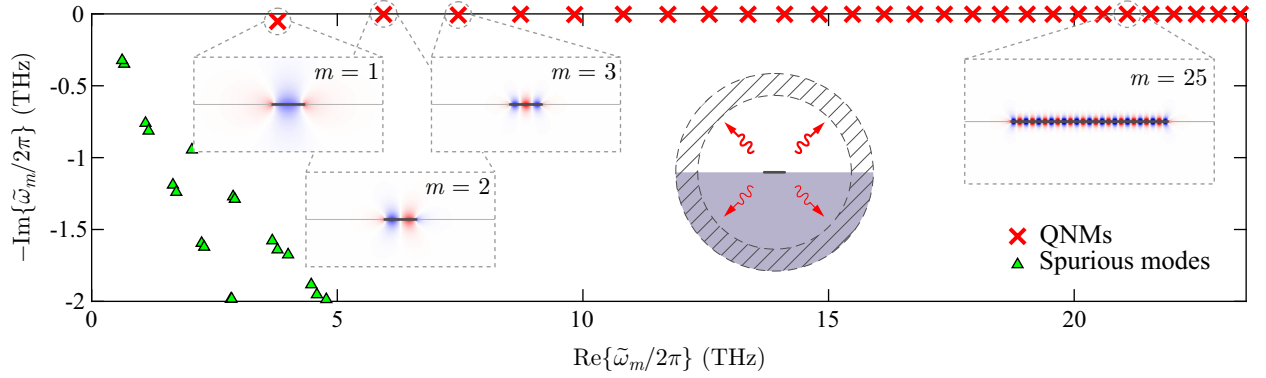 0
-0.5
-1
-1.5
-2
−Im{ω̃ₘ/2π} (THz)
m = 1
m = 3
m = 25
m = 2
QNMs
Spurious modes
0
5
10
15
20
Re{ω̃ₘ/2π} (THz)